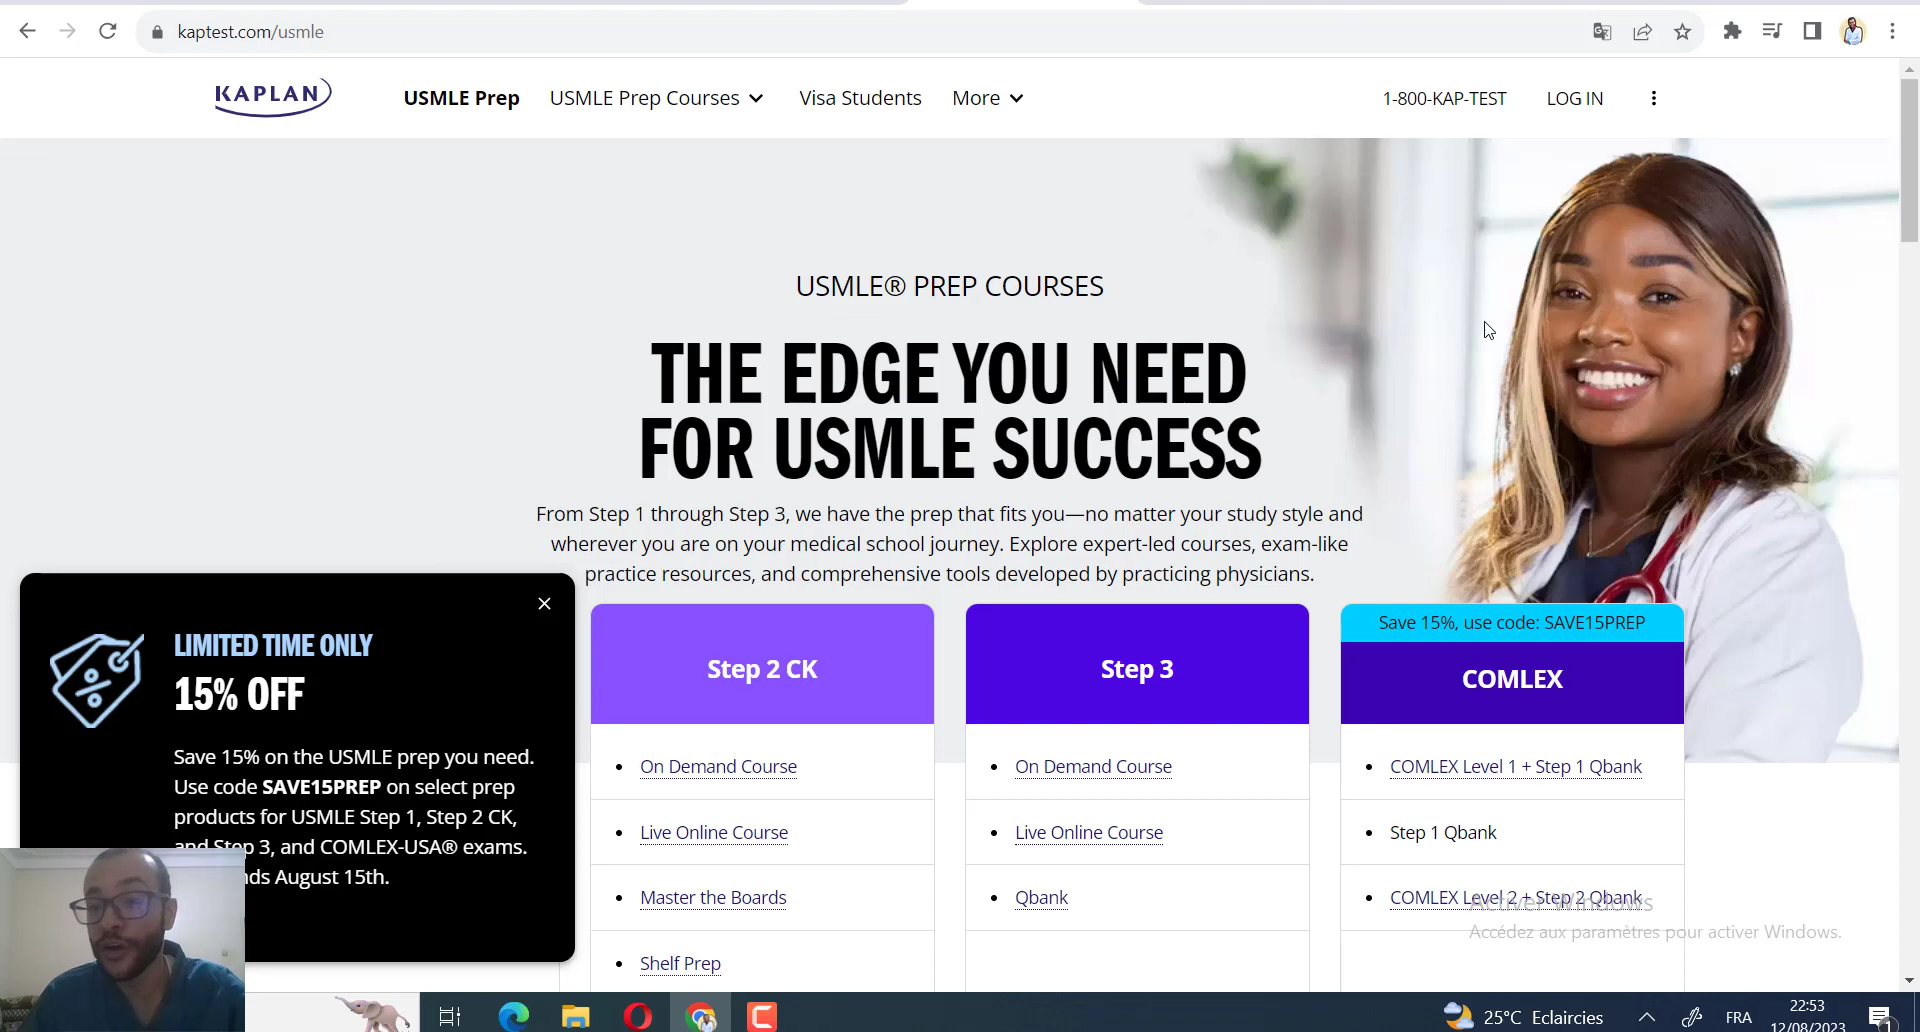 kaptest.com/usmle
KAPLAN
USMLE Prep
USMLE Prep Courses
Visa Students
More
1-800-KAP-TEST
LOG IN
USMLE® PREP COURSES
THE EDGE YOU NEED
FOR USMLE SUCCESS
From Step 1 through Step 3, we have the prep that fits you—no matter your study style and
wherever you are on your medical school journey. Explore expert-led courses, exam-like
practice resources, and comprehensive tools developed by practicing physicians.
LIMITED TIME ONLY
15% OFF
Save 15% on the USMLE prep you need.
Use code SAVE15PREP on select prep
products for USMLE Step 1, Step 2 CK,
and Step 3, and COMLEX-USA® exams.
August 15th.
Step 2 CK
On Demand Course
Live Online Course
Master the Boards
Shelf Prep
Step 3
On Demand Course
Live Online Course
Qbank
Save 15%, use code: SAVE15PREP
COMLEX
COMLEX Level 1 + Step 1 Qbank
Step 1 Qbank
COMLEX Level 2 + Step 2 Qbank
Activer Windows
Accédez aux paramètres pour activer Windows.
25°C Eclaircies
FRA
22:53
12/08/2023